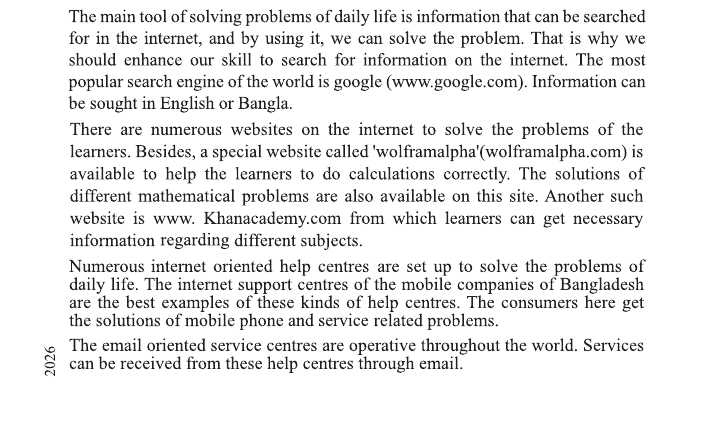 The main tool of solving problems of daily life is information that can be searched
for in the internet, and by using it, we can solve the problem. That is why we
should enhance our skill to search for information on the internet. The most
popular search engine of the world is google (www.google.com). Information can
be sought in English or Bangla.
There are numerous websites on the internet to solve the problems of the
learners. Besides, a special website called 'wolframalpha'(wolframalpha.com) is
available to help the learners to do calculations correctly. The solutions of
different mathematical problems are also available on this site. Another such
website is www. Khanacademy.com from which learners can get necessary
information regarding different subjects.
Numerous internet oriented help centres are set up to solve the problems of
daily life. The internet support centres of the mobile companies of Bangladesh
are the best examples of these kinds of help centres. The consumers here get
the solutions of mobile phone and service related problems.
The email oriented service centres are operative throughout the world. Services
can be received from these help centres through email.
2026